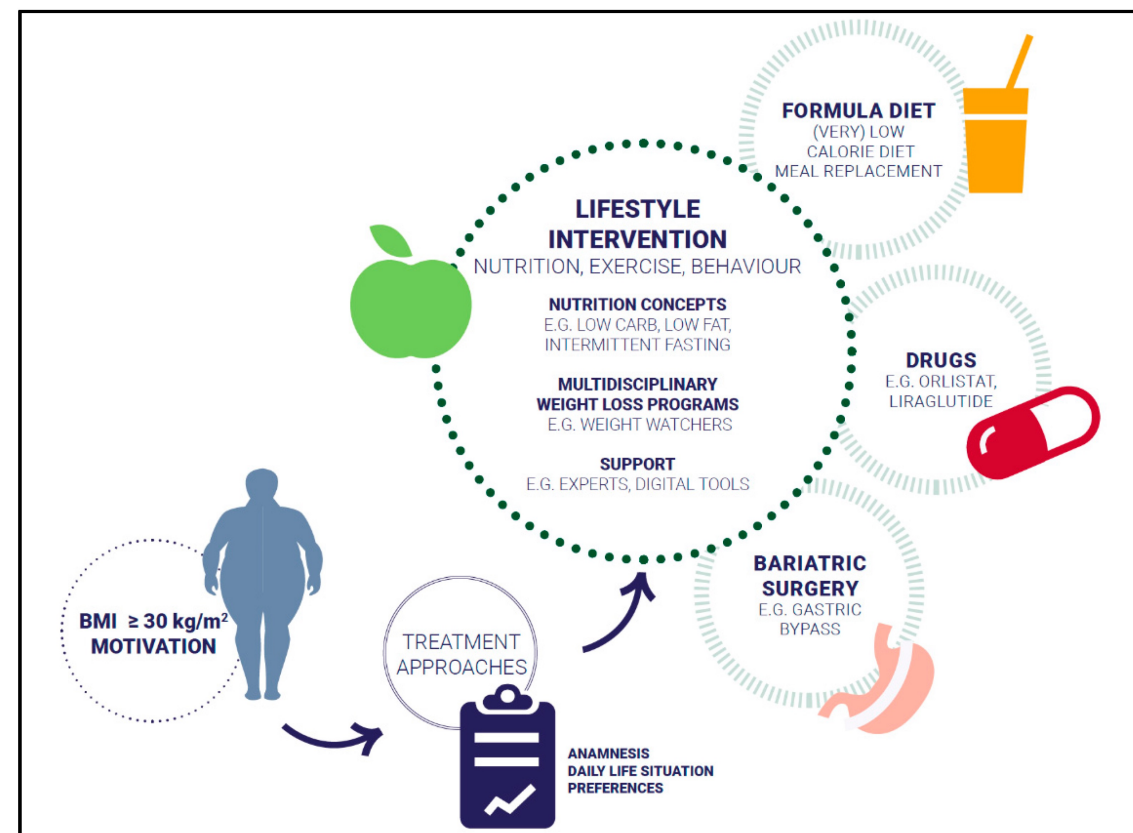 FORMULA DIET
(VERY) LOW
CALORIE DIET
MEAL REPLACEMENT
LIFESTYLE
INTERVENTION
NUTRITION, EXERCISE, BEHAVIOUR
NUTRITION CONCEPTS
E.G. LOW CARB, LOW FAT,
INTERMITTENT FASTING
MULTIDISCIPLINARY
WEIGHT LOSS PROGRAMS
E.G. WEIGHT WATCHERS
SUPPORT
E.G. EXPERTS, DIGITAL TOOLS
DRUGS
E.G. ORLISTAT,
LIRAGLUTIDE
BARIATRIC
SURGERY
E.G. GASTRIC
BYPASS
BMI ≥ 30 kg/m²
MOTIVATION
TREATMENT
APPROACHES
ANAMNESIS
DAILY LIFE SITUATION
PREFERENCES